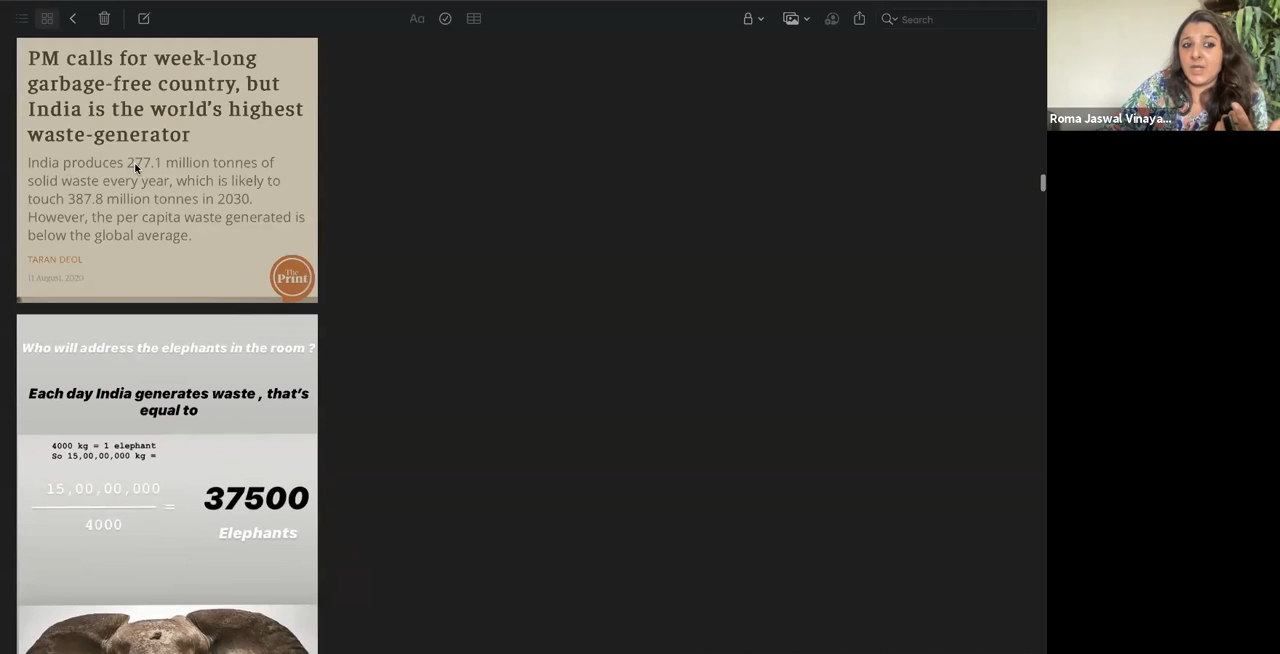 Aa
Search
PM calls for week-long
garbage-free country, but
India is the world's highest
waste-generator
India produces 277.1 million tonnes of
solid waste every year, which is likely to
touch 387.8 million tonnes in 2030.
However, the per capita waste generated is
below the global average.
TARAN DEOL
11 August, 2020
The
Print
Who will address the elephants in the room ?
Each day India generates waste , that's
equal to
4000 kg = 1 elephant
So 15,00,00,000 kg =
15,00,00,000
4000
=
37500
Elephants
Roma Jaswal Vinaya...